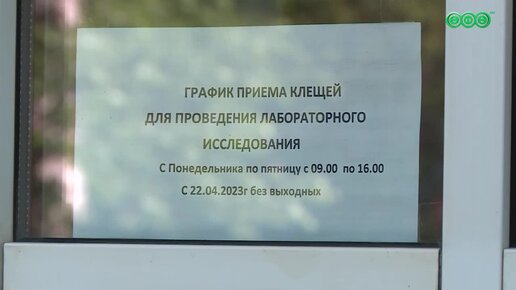 ГРАФИК ПРИЕМА КЛЕЩЕЙ
ДЛЯ ПРОВЕДЕНИЯ ЛАБОРАТОРНОГО
ИССЛЕДОВАНИЯ
С Понедельника по пятницу с 09.00 по 16.00
С 22.04.2023г без выходных